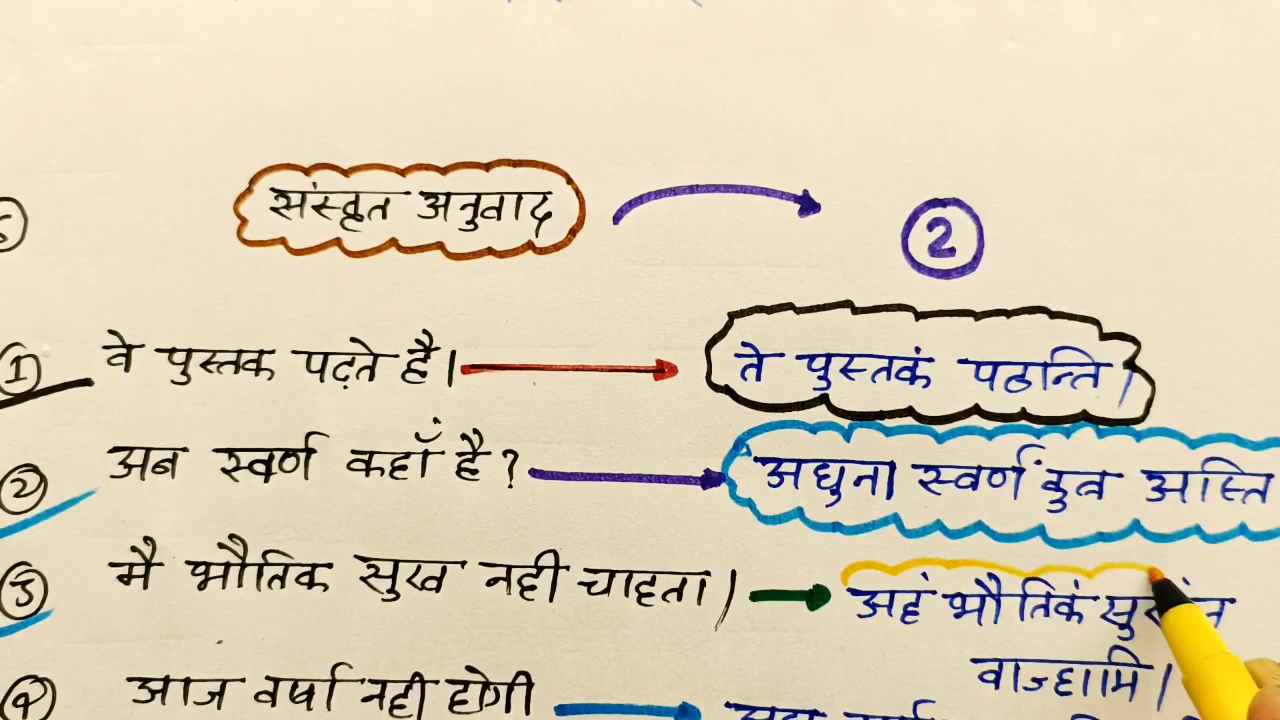 संस्कृत अनुवाद
2
1 वे पुस्तक पढ़ते है।
ते पुस्तकं पठान्ति।
2 अब स्वर्ण कहाँ है?
अधुना स्वर्णं कुत्र अस्ति
3 मै भौतिक सुख नही चाहता।
अहं भौतिकं न
वाञ्छामि।
4 आज वर्षा नही होगी